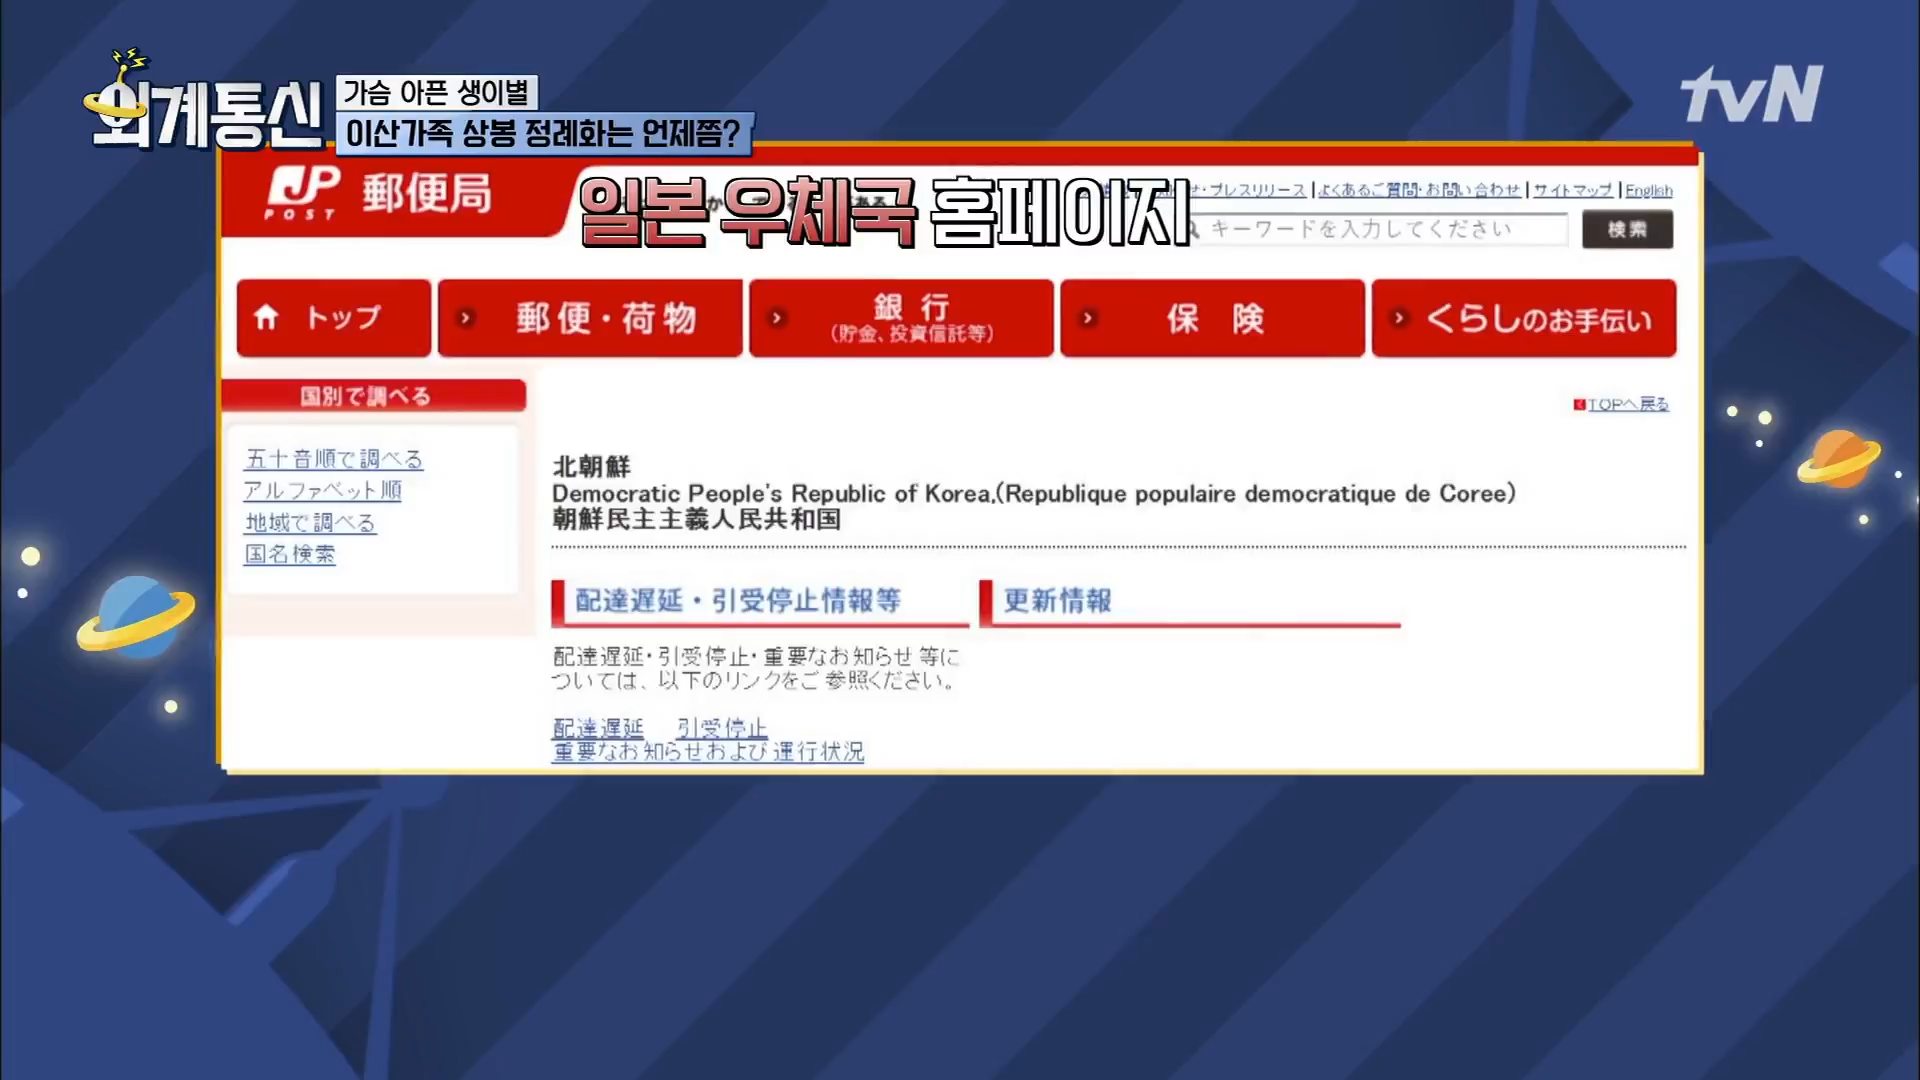 외계통신
가슴 아픈 생이별
이산가족 상봉 정례화는 언제쯤?
tvN
JP
POST
郵便局
일본 우체국 홈페이지
プレスリリース | よくあるご質問・お問い合わせ | サイトマップ | English
キーワードを入力してください
検索
トップ
郵便・荷物
銀行
(貯金、投資信託等)
保険
くらしのお手伝い
国別で調べる
五十音順で調べる
アルファベット順
地域で調べる
国名検索
TOPへ戻る
北朝鮮
Democratic People's Republic of Korea,(Republique populaire democratique de Coree)
朝鮮民主主義人民共和国
配達遅延・引受停止情報等
更新情報
配達遅延・引受停止・重要なお知らせ等に
ついては、以下のリンクをご参照ください。
配達遅延 引受停止
重要なお知らせおよび運行状況